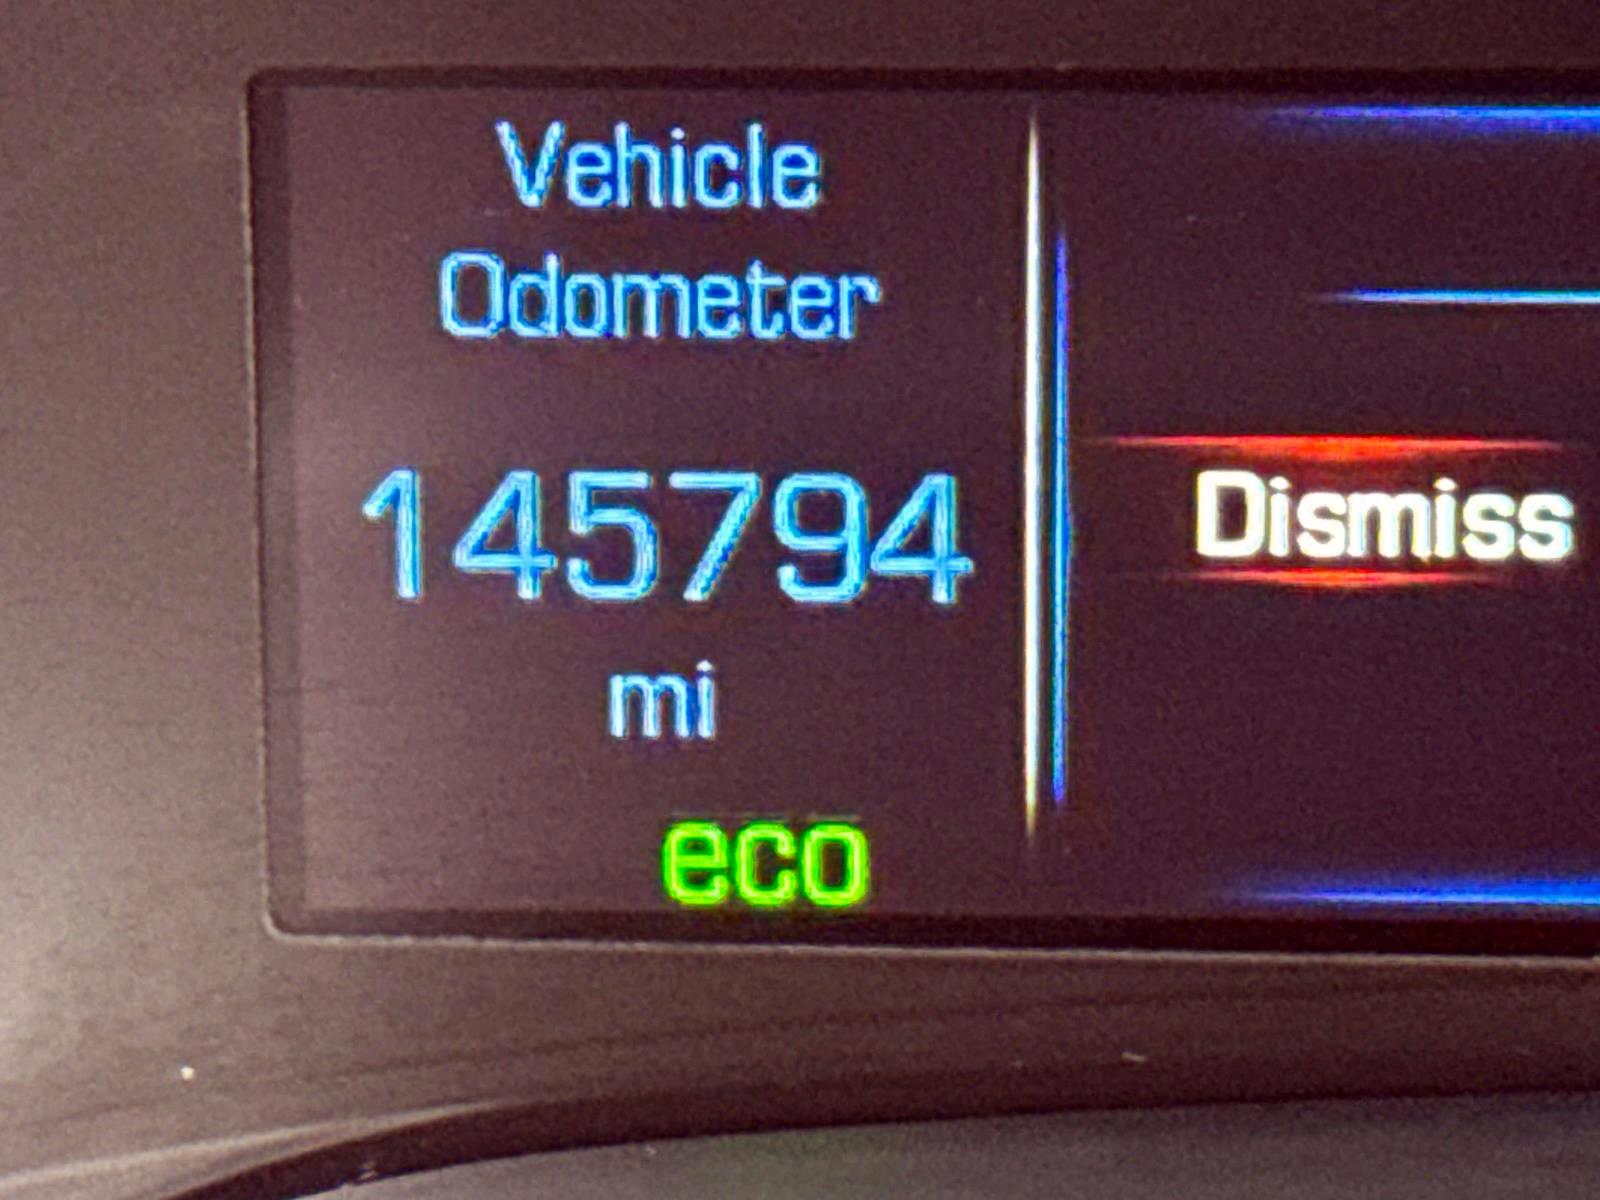 Vehicle
Odometer
145794
mi
eco
Dismiss